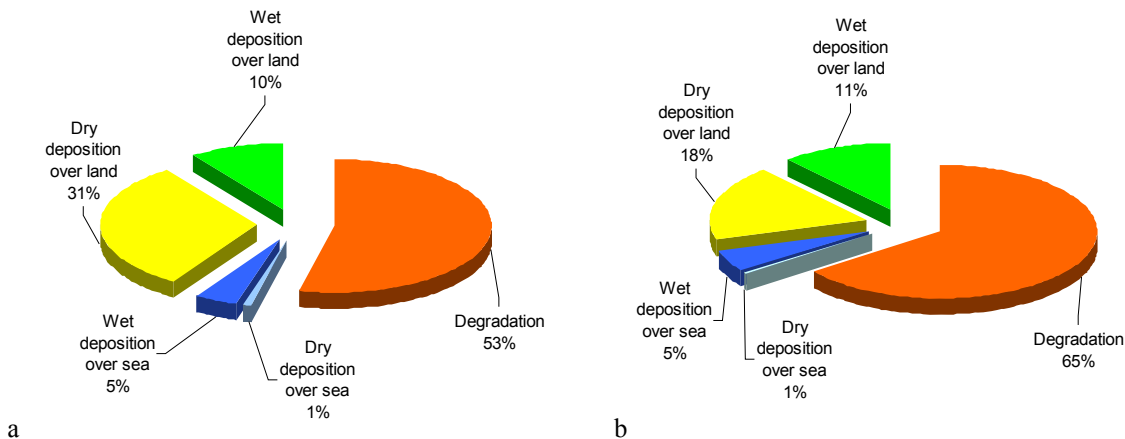 Wet
deposition
over land
10%
Dry
deposition
over land
31%
Wet
deposition
over sea
5%
Dry
deposition
over sea
1%
Degradation
53%
a
Wet
deposition
over land
11%
Dry
deposition
over land
18%
Wet
deposition
over sea
5%
Dry
deposition
over sea
1%
Degradation
65%
b